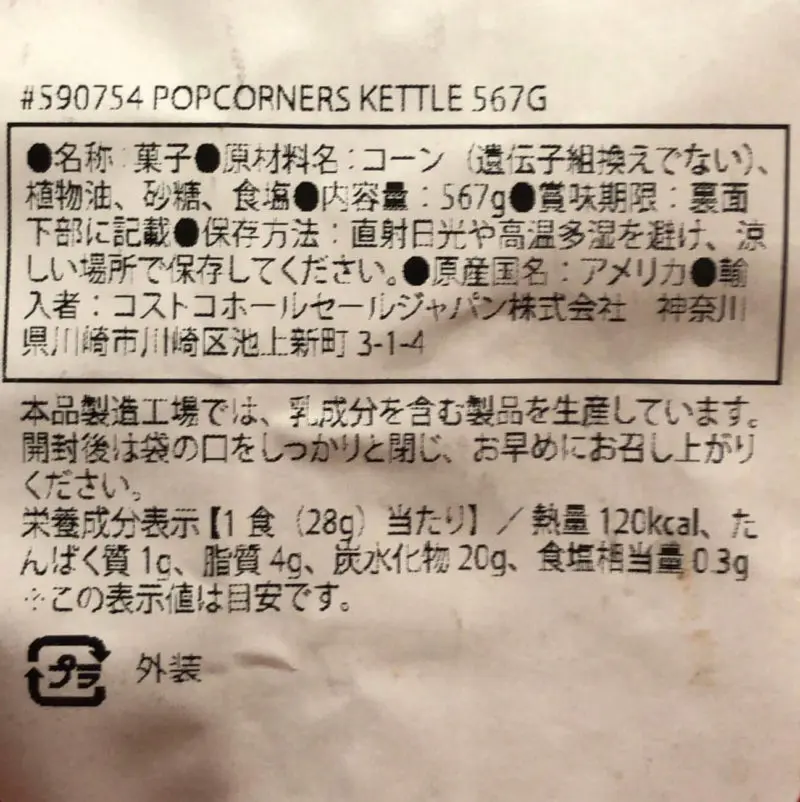 #590754 POPCORNERS KETTLE 567G
●名称:菓子●原材料名:コーン（遺伝子組換えでない）、
植物油、砂糖、食塩●内容量:567g●賞味期限:裏面
下部に記載●保存方法:直射日光や高温多湿を避け、涼
しい場所で保存してください。●原産国名:アメリカ●輸
入者:コストコホールセールジャパン株式会社 神奈川
県川崎市川崎区池上新町 3-1-4
本品製造工場では、乳成分を含む製品を生産しています。
開封後は袋の口をしっかりと閉じ、お早めにお召し上がり
ください。
栄養成分表示【1食（28g）当たり】／熱量 120kcal、た
んぱく質 1g、脂質 4g、炭水化物 20g、食塩相当量 0.3g
※この表示値は目安です。
プラ 外装